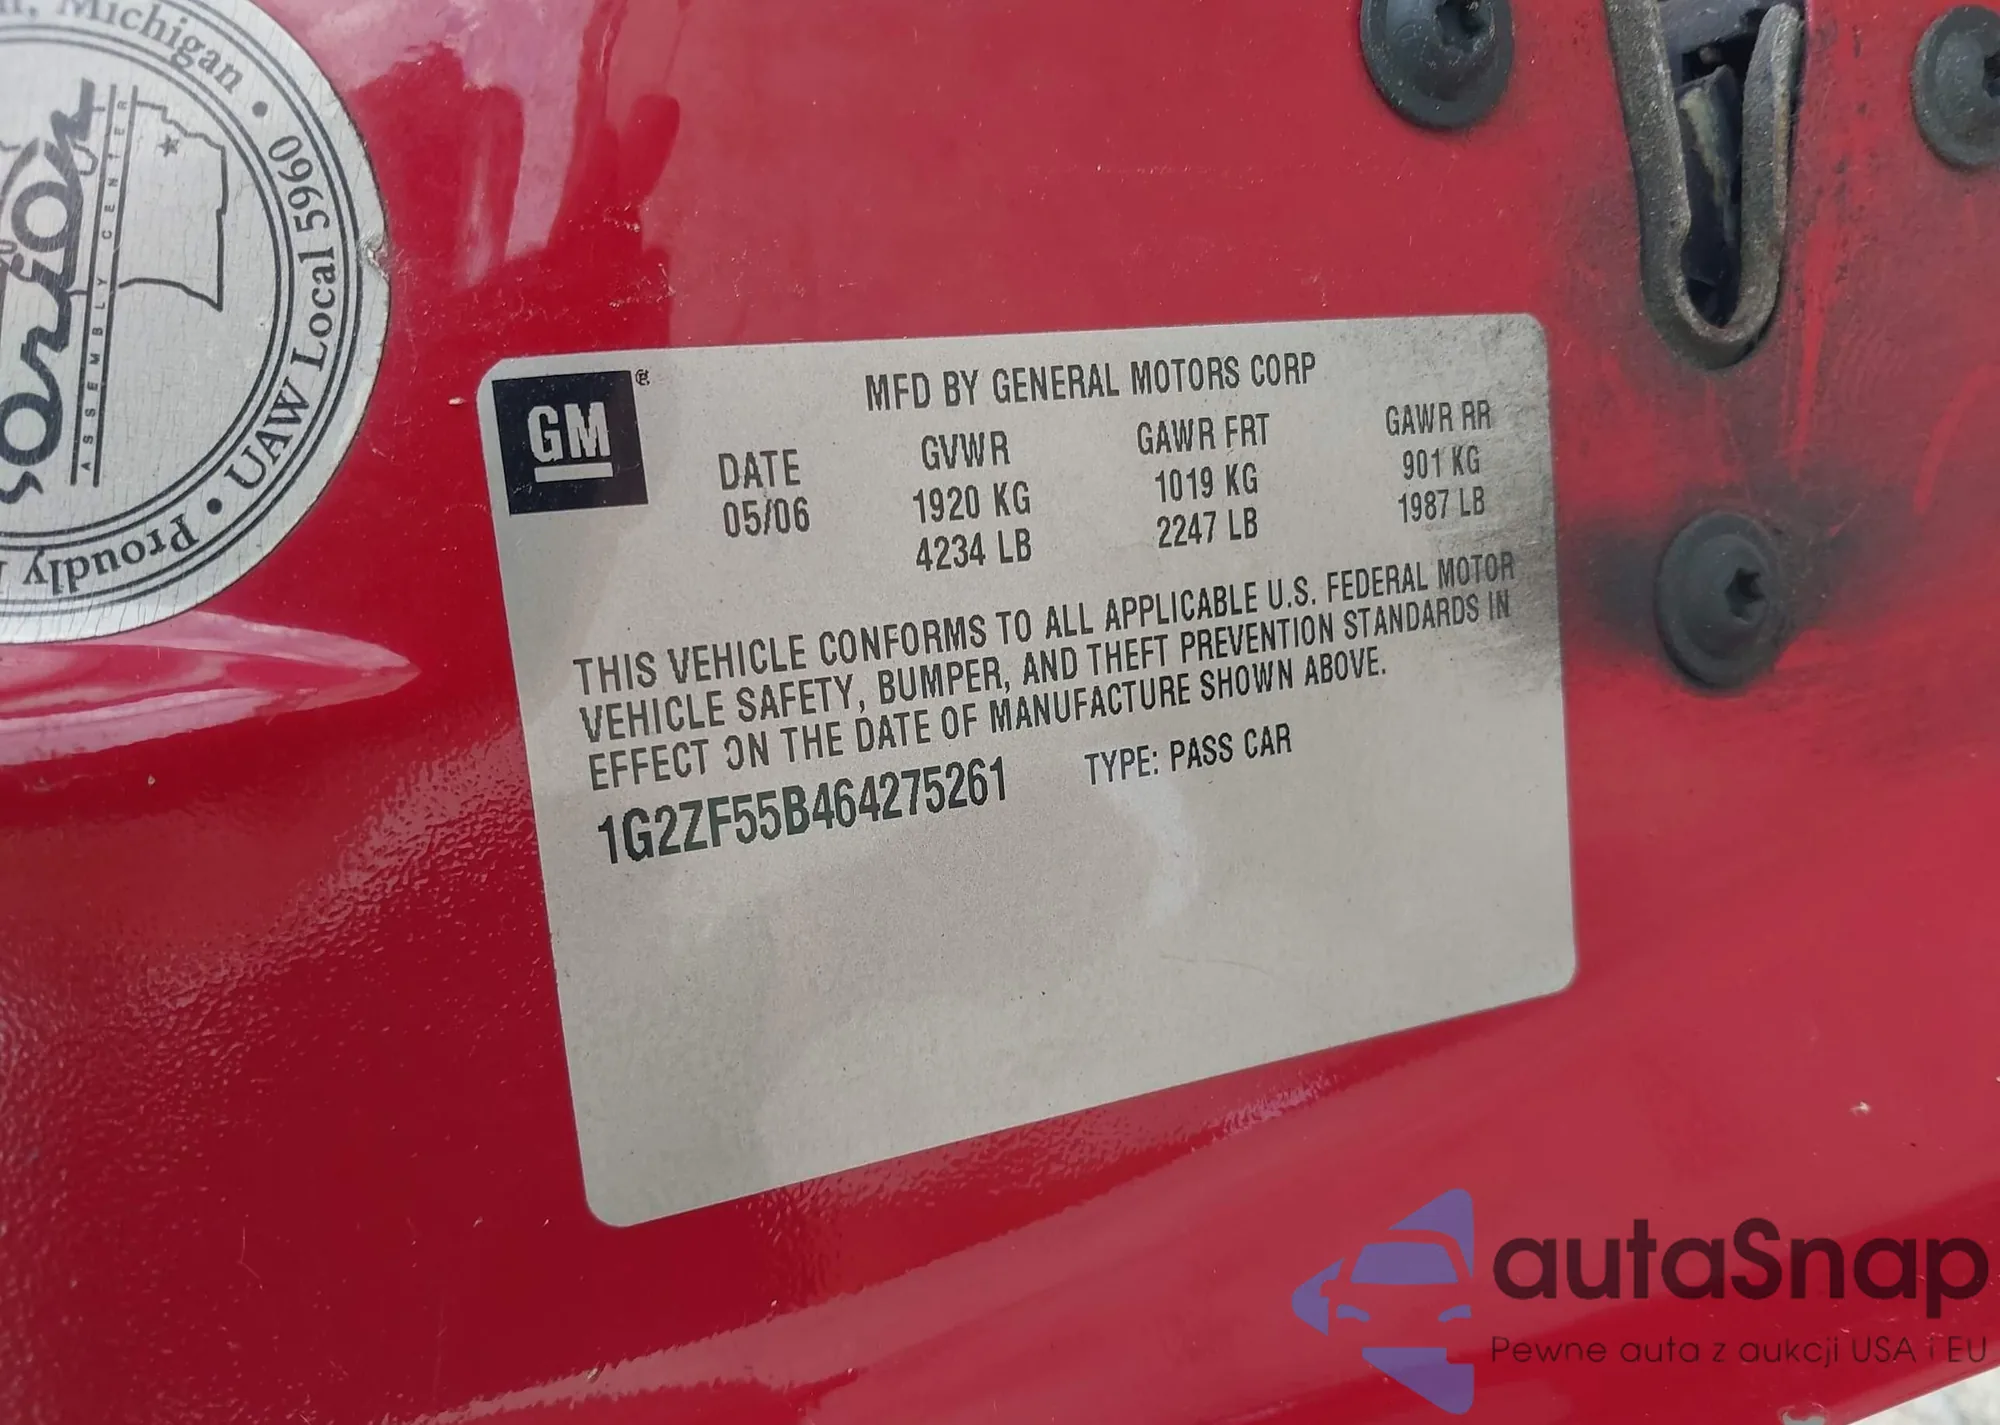 Michigan • UAW Local 5960 • Proudly
Orion
ASSEMBLY CENTER
GM
MFD BY GENERAL MOTORS CORP
DATE GVWR GAWR FRT GAWR RR
05/06 1920 KG 1019 KG 901 KG
4234 LB 2247 LB 1987 LB
THIS VEHICLE CONFORMS TO ALL APPLICABLE U.S. FEDERAL MOTOR
VEHICLE SAFETY, BUMPER, AND THEFT PREVENTION STANDARDS IN
EFFECT ON THE DATE OF MANUFACTURE SHOWN ABOVE.
1G2ZF55B464275261 TYPE: PASS CAR
autaSnap
Pewne auta z aukcji USA i EU